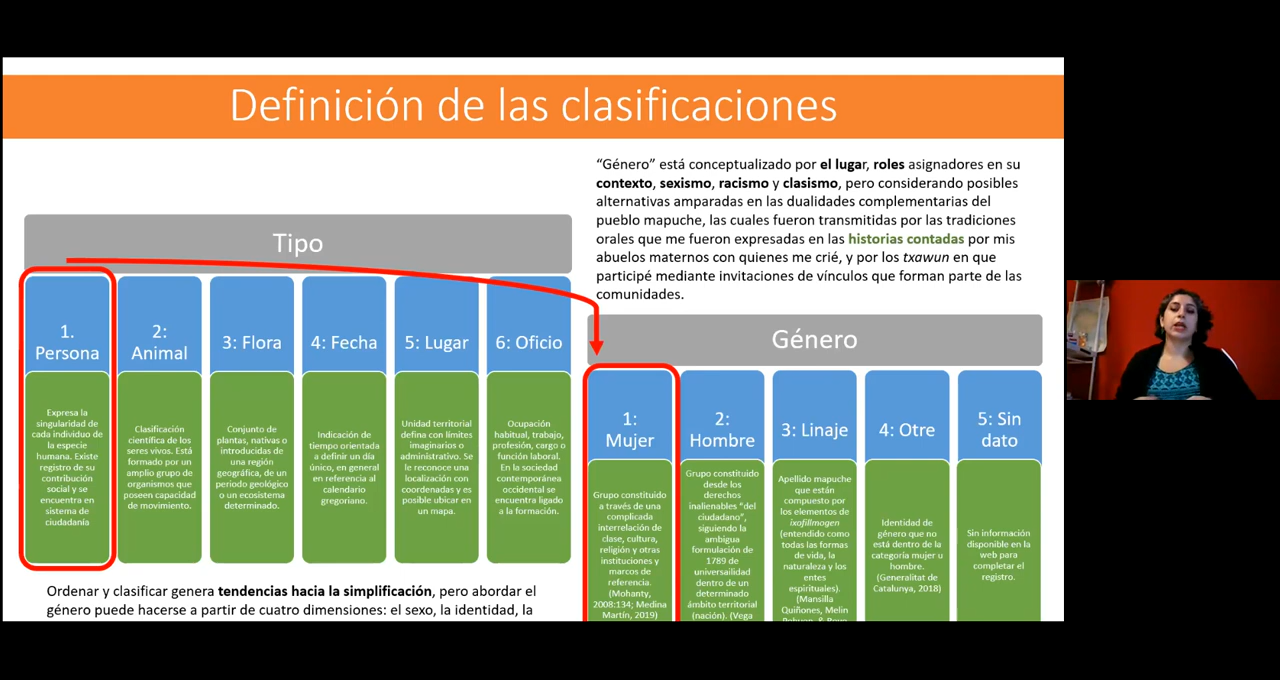 Definición de las clasificaciones
“Género” está conceptualizado por el lugar, roles asignadores en su
contexto, sexismo, racismo y clasismo, pero considerando posibles
alternativas amparadas en las dualidades complementarias del
pueblo mapuche, las cuales fueron transmitidas por las tradiciones
orales que me fueron expresadas en las historias contadas por mis
abuelos maternos con quienes me crié, y por los txawun en que
participé mediante invitaciones de vínculos que forman parte de las
comunidades.
Tipo
1.
Persona
Expresa la
singularidad de
cada individuo de
la especie
humana. Existe
registro de su
contribución
social y se
encuentra en
sistema de
ciudadanía
2:
Animal
Clasificación
científica de los
seres vivos. Está
formado por un
amplio grupo de
organismos que
poseen capacidad
de movimiento.
3: Flora
Conjunto de
plantas, nativas o
introducidas de
una región
geográfica, de un
periodo geológico
o un ecosistema
determinado.
4: Fecha
Indicación de
tiempo orientada
a definir un día
único, en general
en referencia al
calendario
gregoriano.
5: Lugar
Unidad territorial
defina con límites
imaginarios o
administrativo. Se
le reconoce una
localización con
coordenadas y es
posible ubicar en
un mapa.
6: Oficio
Ocupación
habitual, trabajo,
profesión, cargo o
función laboral.
En la sociedad
contemporánea
occidental se
encuentra ligado
a la formación.
Género
1:
Mujer
Grupo constituido
a través de una
complicada
interrelación de
clase, cultura,
religión y otras
instituciones y
marcos de
referencia.
(Mohanty,
2008:134; Medina
Martín, 2019)
2:
Hombre
Grupo constituido
desde los
derechos
inalienables “del
ciudadano”,
siguiendo la
ambigua
formulación de
1789 de
universailidad
dentro de un
determinado
ámbito territorial
(nación). (Vega
3: Linaje
Apellido mapuche
que están
compuesto por
los elementos de
ixofillmogen
(entendido como
todas las formas
de vida, la
naturaleza y los
entes
espirituales).
(Mansilla
Quiñones, Melin
4: Otre
Identidad de
género que no
está dentro de la
categoría mujer u
hombre.
(Generalitat de
Catalunya, 2018)
5: Sin
dato
Sin información
disponible en la
web para
completar el
registro.
Ordenar y clasificar genera tendencias hacia la simplificación, pero abordar el
género puede hacerse a partir de cuatro dimensiones: el sexo, la identidad, la